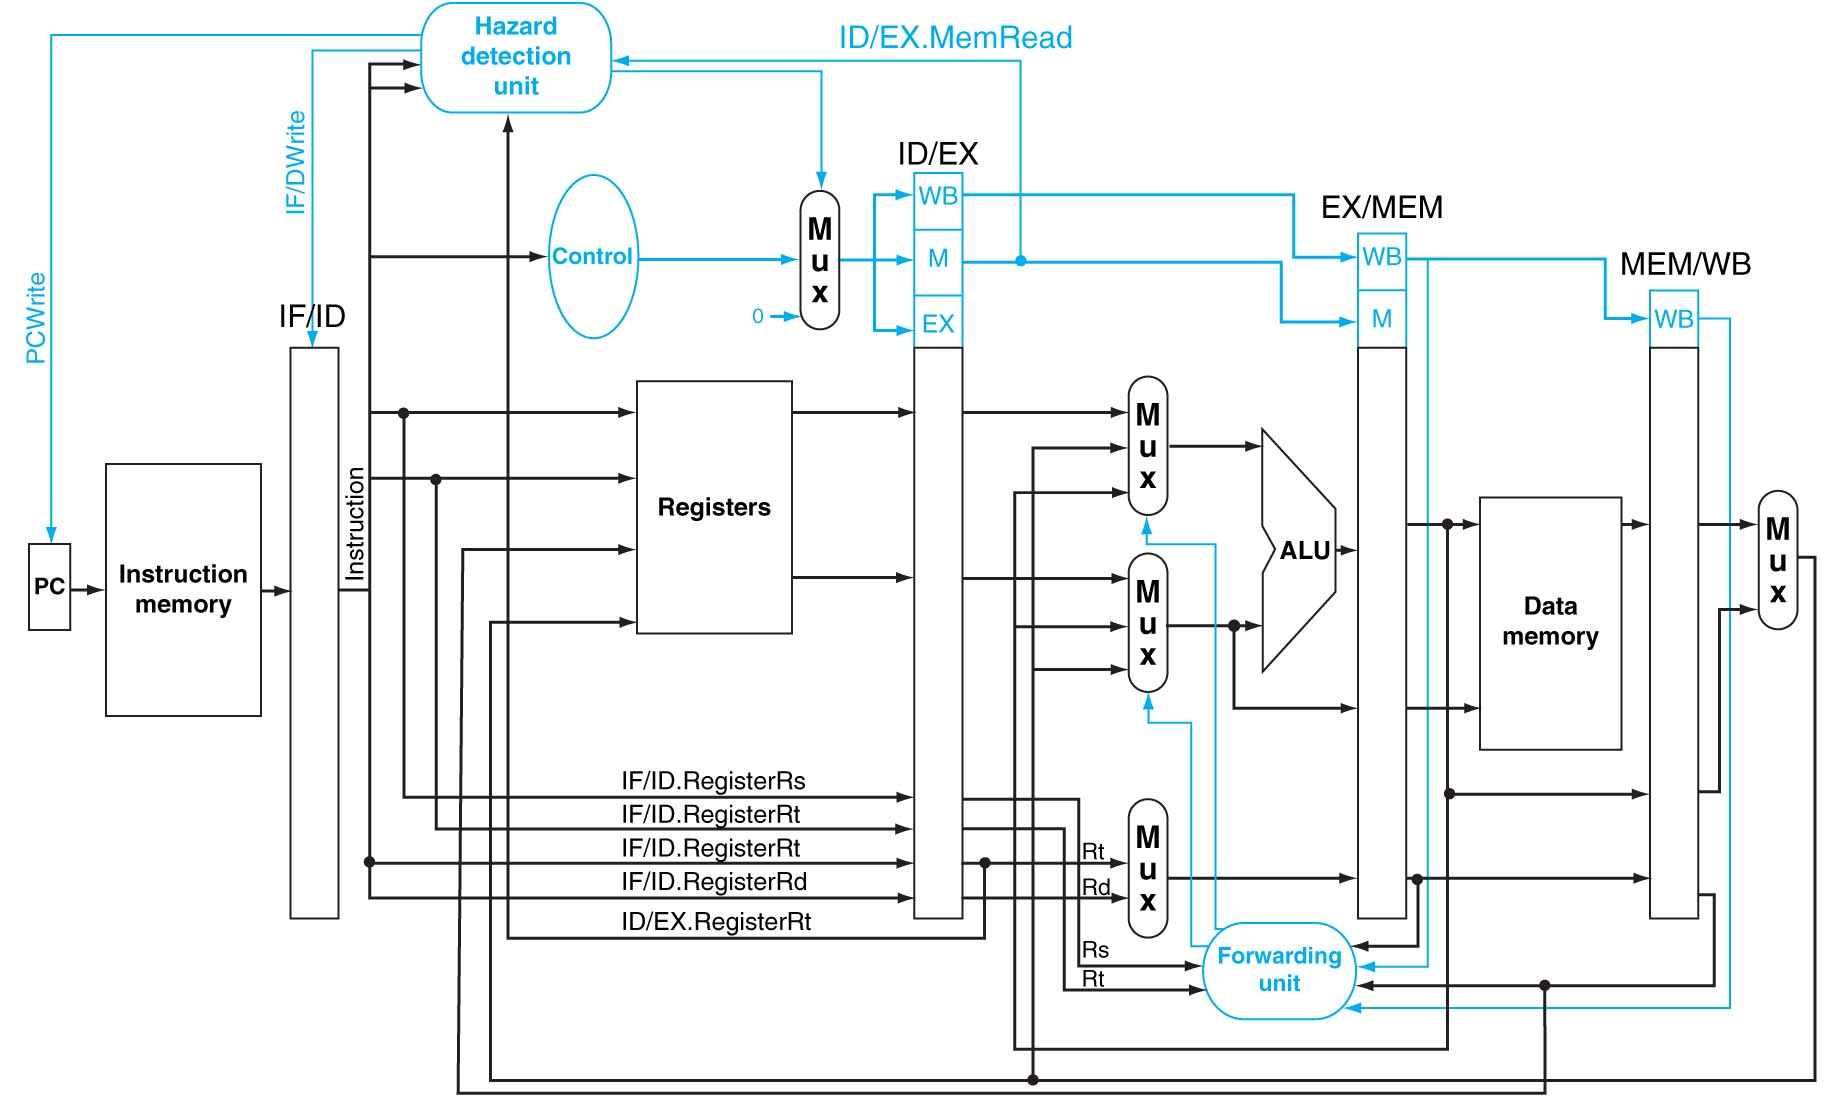 Hazard
detection
unit
ID/EX.MemRead
IF/DWrite
PCWrite
ID/EX
WB
M
EX
Control
M
u
x
0
EX/MEM
WB
M
MEM/WB
WB
IF/ID
PC
Instruction
memory
Instruction
Registers
M
u
x
M
u
x
ALU
Data
memory
M
u
x
IF/ID.RegisterRs
IF/ID.RegisterRt
IF/ID.RegisterRt
IF/ID.RegisterRd
ID/EX.RegisterRt
Rt
Rd
M
u
x
Rs
Rt
Forwarding
unit